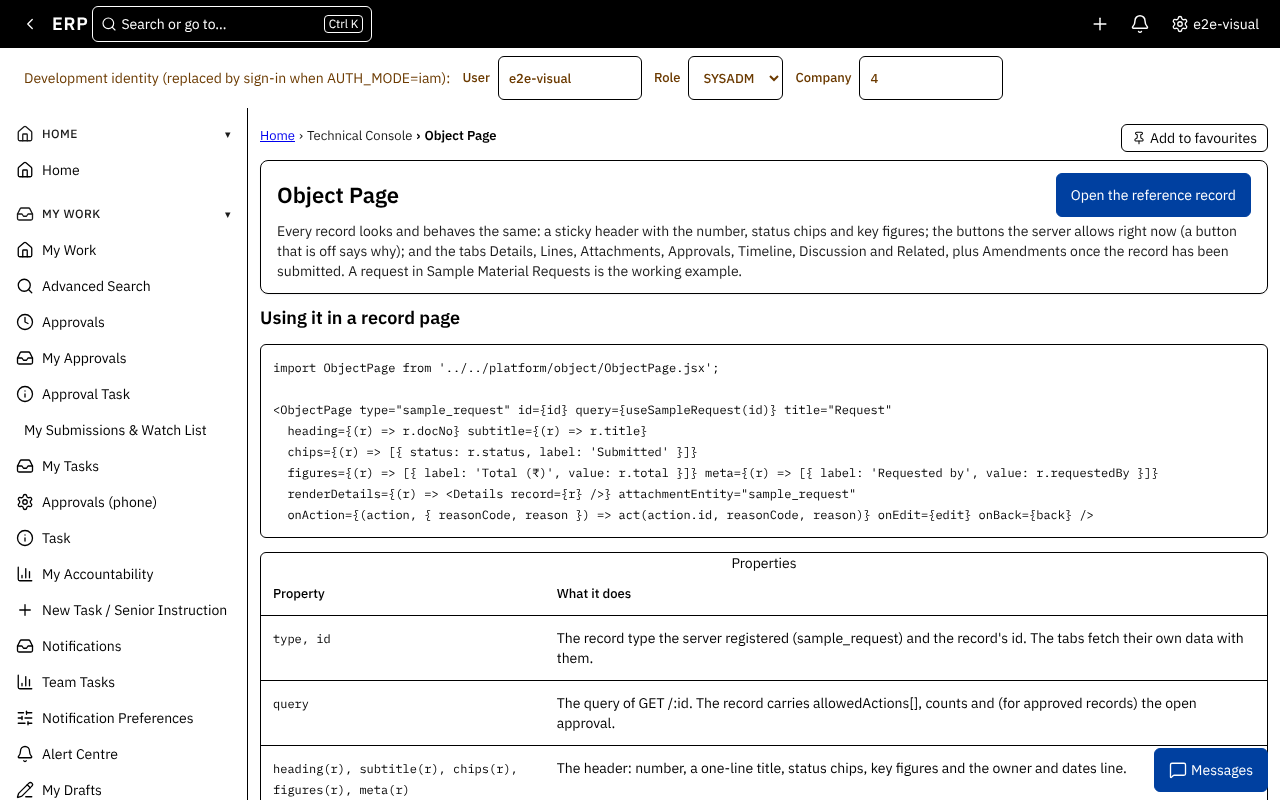 ERP
Search or go to...
Ctrl K
e2e-visual
Development identity (replaced by sign-in when AUTH_MODE=iam):
User
e2e-visual
Role
SYSADM
Company
4
HOME
Home
MY WORK
My Work
Advanced Search
Approvals
My Approvals
Approval Task
My Submissions & Watch List
My Tasks
Approvals (phone)
Task
My Accountability
New Task / Senior Instruction
Notifications
Team Tasks
Notification Preferences
Alert Centre
My Drafts
Home › Technical Console › Object Page
Add to favourites
Object Page
Open the reference record
Every record looks and behaves the same: a sticky header with the number, status chips and key figures; the buttons the server allows right now (a button
that is off says why); and the tabs Details, Lines, Attachments, Approvals, Timeline, Discussion and Related, plus Amendments once the record has been
submitted. A request in Sample Material Requests is the working example.
Using it in a record page
import ObjectPage from '../../platform/object/ObjectPage.jsx';
<ObjectPage type="sample_request" id={id} query={useSampleRequest(id)} title="Request"
heading={(r) => r.docNo} subtitle={(r) => r.title}
chips={(r) => [{ status: r.status, label: 'Submitted' }]}
figures={(r) => [{ label: 'Total (₹)', value: r.total }]} meta={(r) => [{ label: 'Requested by', value: r.requestedBy }]}
renderDetails={(r) => <Details record={r} />} attachmentEntity="sample_request"
onAction={(action, { reasonCode, reason }) => act(action.id, reasonCode, reason)} onEdit={edit} onBack={back} />
Properties
Property
What it does
type, id
The record type the server registered (sample_request) and the record's id. The tabs fetch their own data with
them.
query
The query of GET /:id. The record carries allowedActions[], counts and (for approved records) the open
approval.
heading(r), subtitle(r), chips(r),
figures(r), meta(r)
The header: number, a one-line title, status chips, key figures and the owner and dates line.
Messages